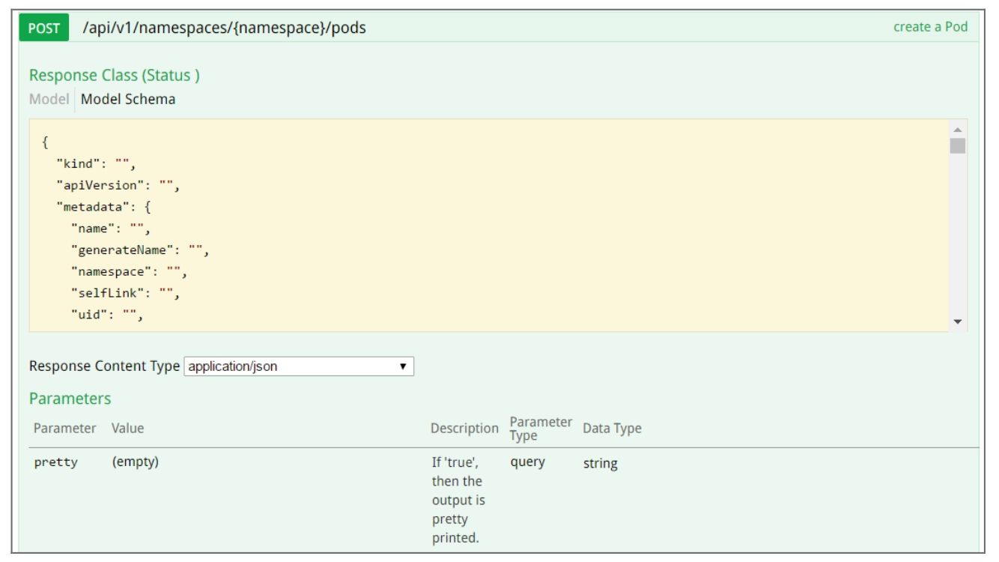 POST /api/v1/namespaces/{namespace}/pods create a Pod
Response Class (Status )
Model Model Schema
{
"kind": "",
"apiVersion": "",
"metadata": {
"name": "",
"generateName": "",
"namespace": "",
"selfLink": "",
"uid": "",
Response Content Type application/json
Parameters
Parameter Value Description Parameter Type Data Type
pretty (empty) If 'true', query string
then the
output is
pretty
printed.